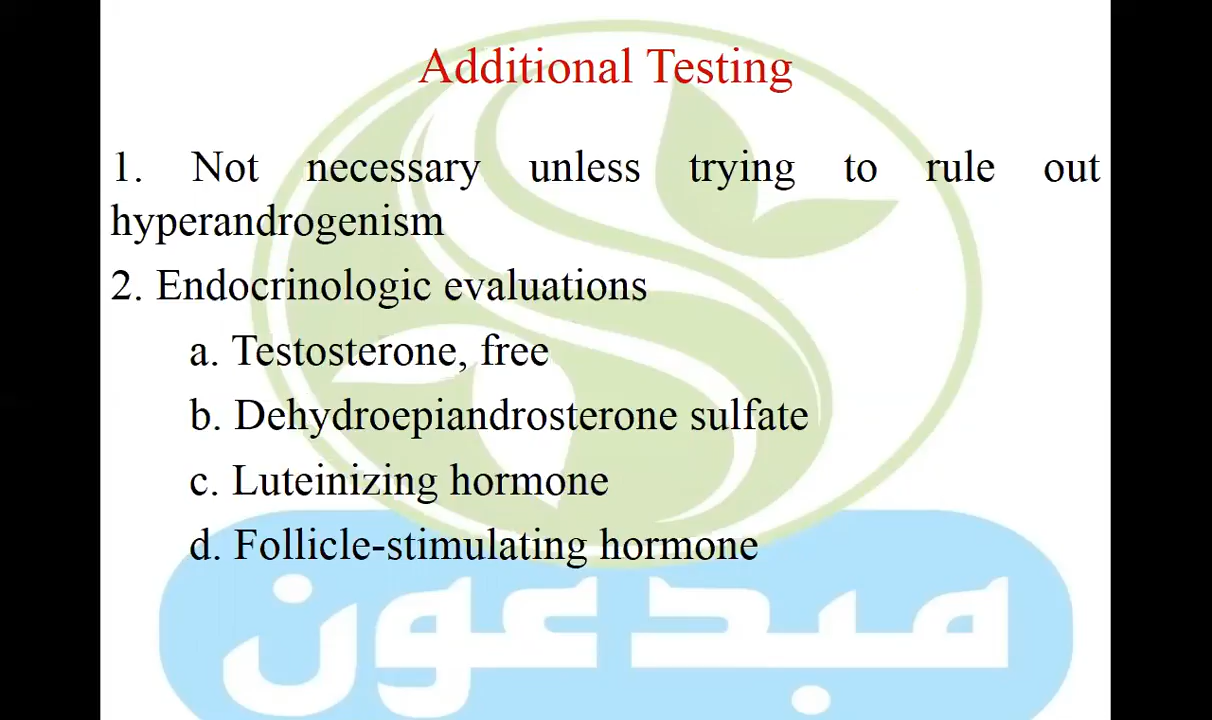 Additional Testing
1. Not necessary unless trying to rule out
hyperandrogenism
2. Endocrinologic evaluations
a. Testosterone, free
b. Dehydroepiandrosterone sulfate
c. Luteinizing hormone
d. Follicle-stimulating hormone
مبدعون